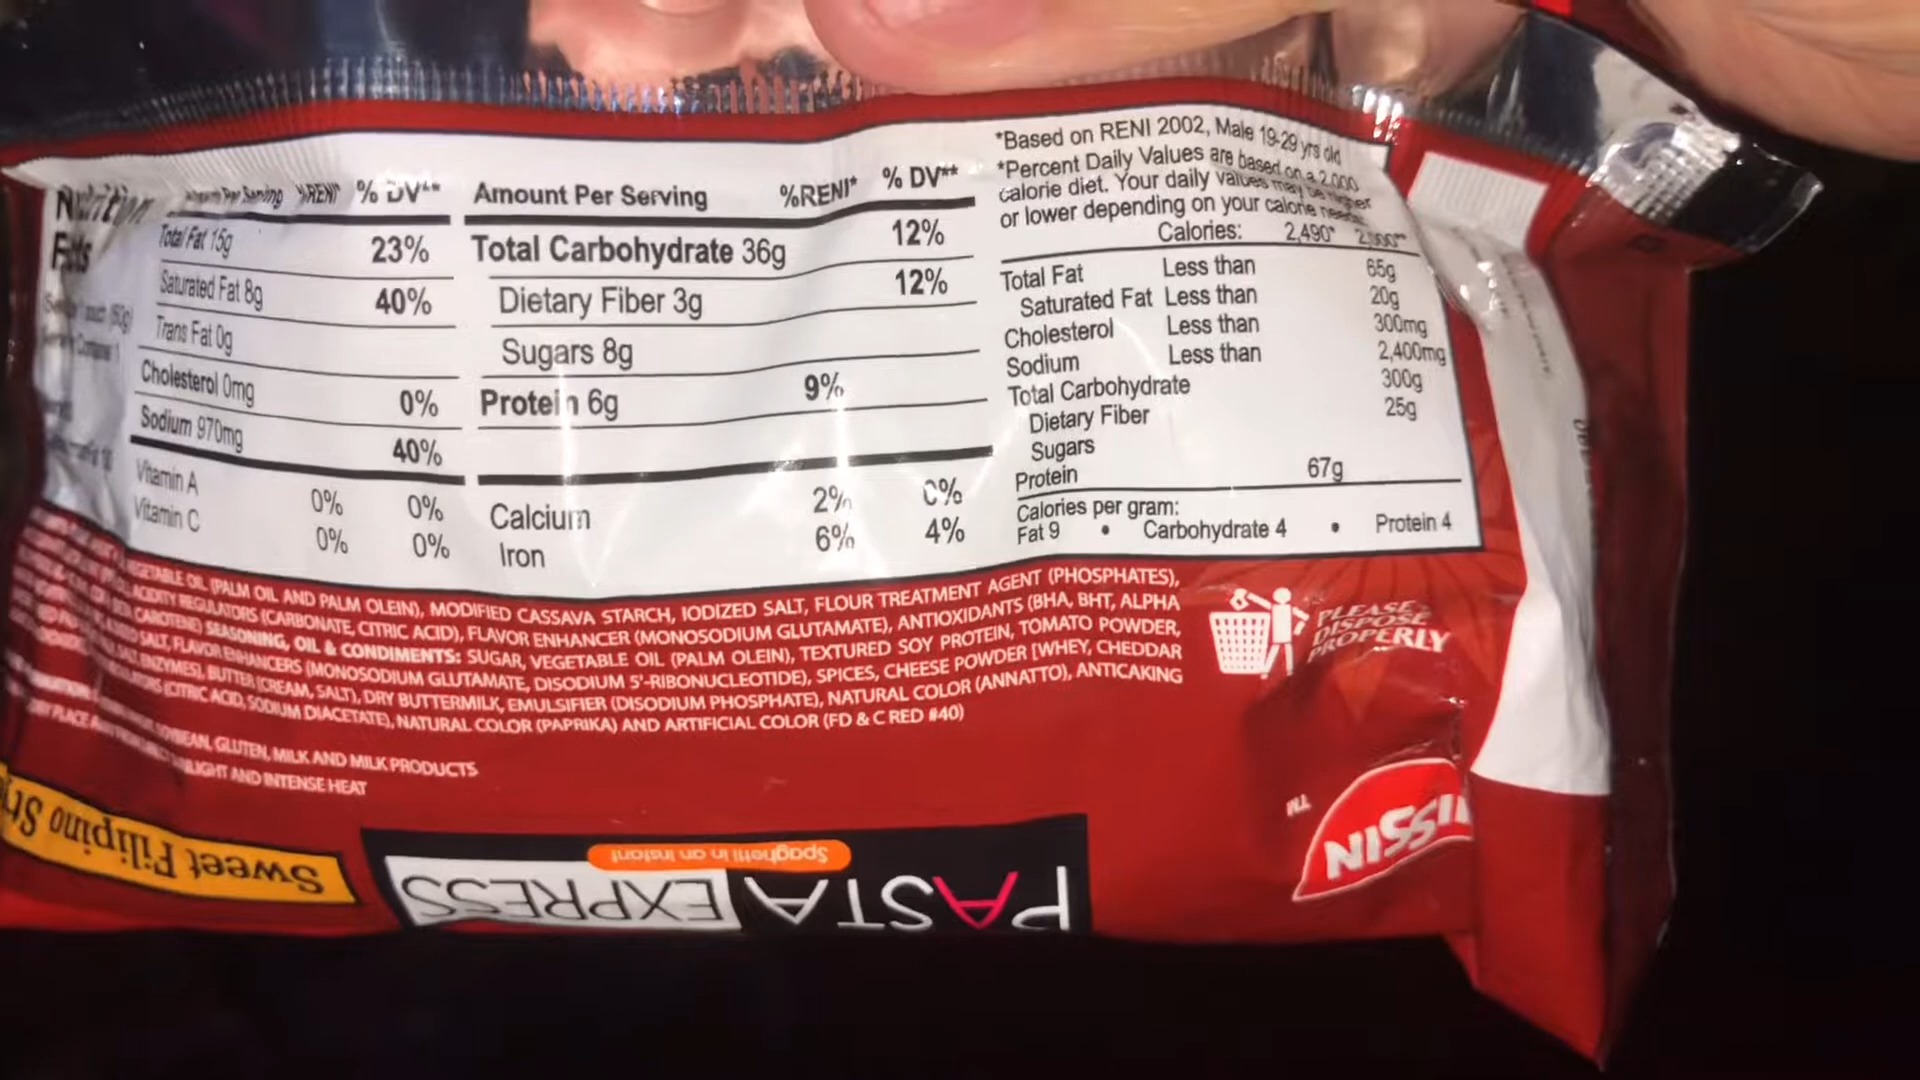 Nutrition
Facts
Amount Per Serving %RENI* % DV**
Total Fat 15g 23%
Saturated Fat 8g 40%
Trans Fat 0g
Cholesterol 0mg 0%
Sodium 970mg 40%
Vitamin A 0% 0%
Vitamin C 0% 0%
Amount Per Serving %RENI* % DV**
Total Carbohydrate 36g 12%
Dietary Fiber 3g 12%
Sugars 8g
Protein 6g 9%
Calcium 2% 0%
Iron 6% 4%
*Based on RENI 2002, Male 19-29 yrs old
*Percent Daily Values are based on a 2,000
calorie diet. Your daily values may be higher
or lower depending on your calorie needs:
Calories: 2,490* 2,000**
Total Fat Less than 65g
Saturated Fat Less than 20g
Cholesterol Less than 300mg
Sodium Less than 2,400mg
Total Carbohydrate 300g
Dietary Fiber 25g
Sugars
Protein 67g
Calories per gram:
Fat 9 • Carbohydrate 4 • Protein 4
VEGETABLE OIL (PALM OIL AND PALM OLEIN), MODIFIED CASSAVA STARCH, IODIZED SALT, FLOUR TREATMENT AGENT (PHOSPHATES),
ACIDITY REGULATORS (CARBONATE, CITRIC ACID), FLAVOR ENHANCER (MONOSODIUM GLUTAMATE), ANTIOXIDANTS (BHA, BHT, ALPHA
CAROTENE) SEASONING, OIL & CONDIMENTS: SUGAR, VEGETABLE OIL (PALM OLEIN), TEXTURED SOY PROTEIN, TOMATO POWDER,
SALT, FLAVOR ENHANCERS (MONOSODIUM GLUTAMATE, DISODIUM 5'-RIBONUCLEOTIDE), SPICES, CHEESE POWDER [WHEY, CHEDDAR
ENZYMES), BUTTER (CREAM, SALT), DRY BUTTERMILK, EMULSIFIER (DISODIUM PHOSPHATE), NATURAL COLOR (ANNATTO), ANTICAKING
(CITRIC ACID, SODIUM DIACETATE), NATURAL COLOR (PAPRIKA) AND ARTIFICIAL COLOR (FD & C RED #40)
SOYBEAN, GLUTEN, MILK AND MILK PRODUCTS
SUNLIGHT AND INTENSE HEAT
PLEASE
DISPOSE
PROPERLY
NISSIN
TM
PASTA EXPRESS
Spaghetti in an Instant
Sweet Filipino Style